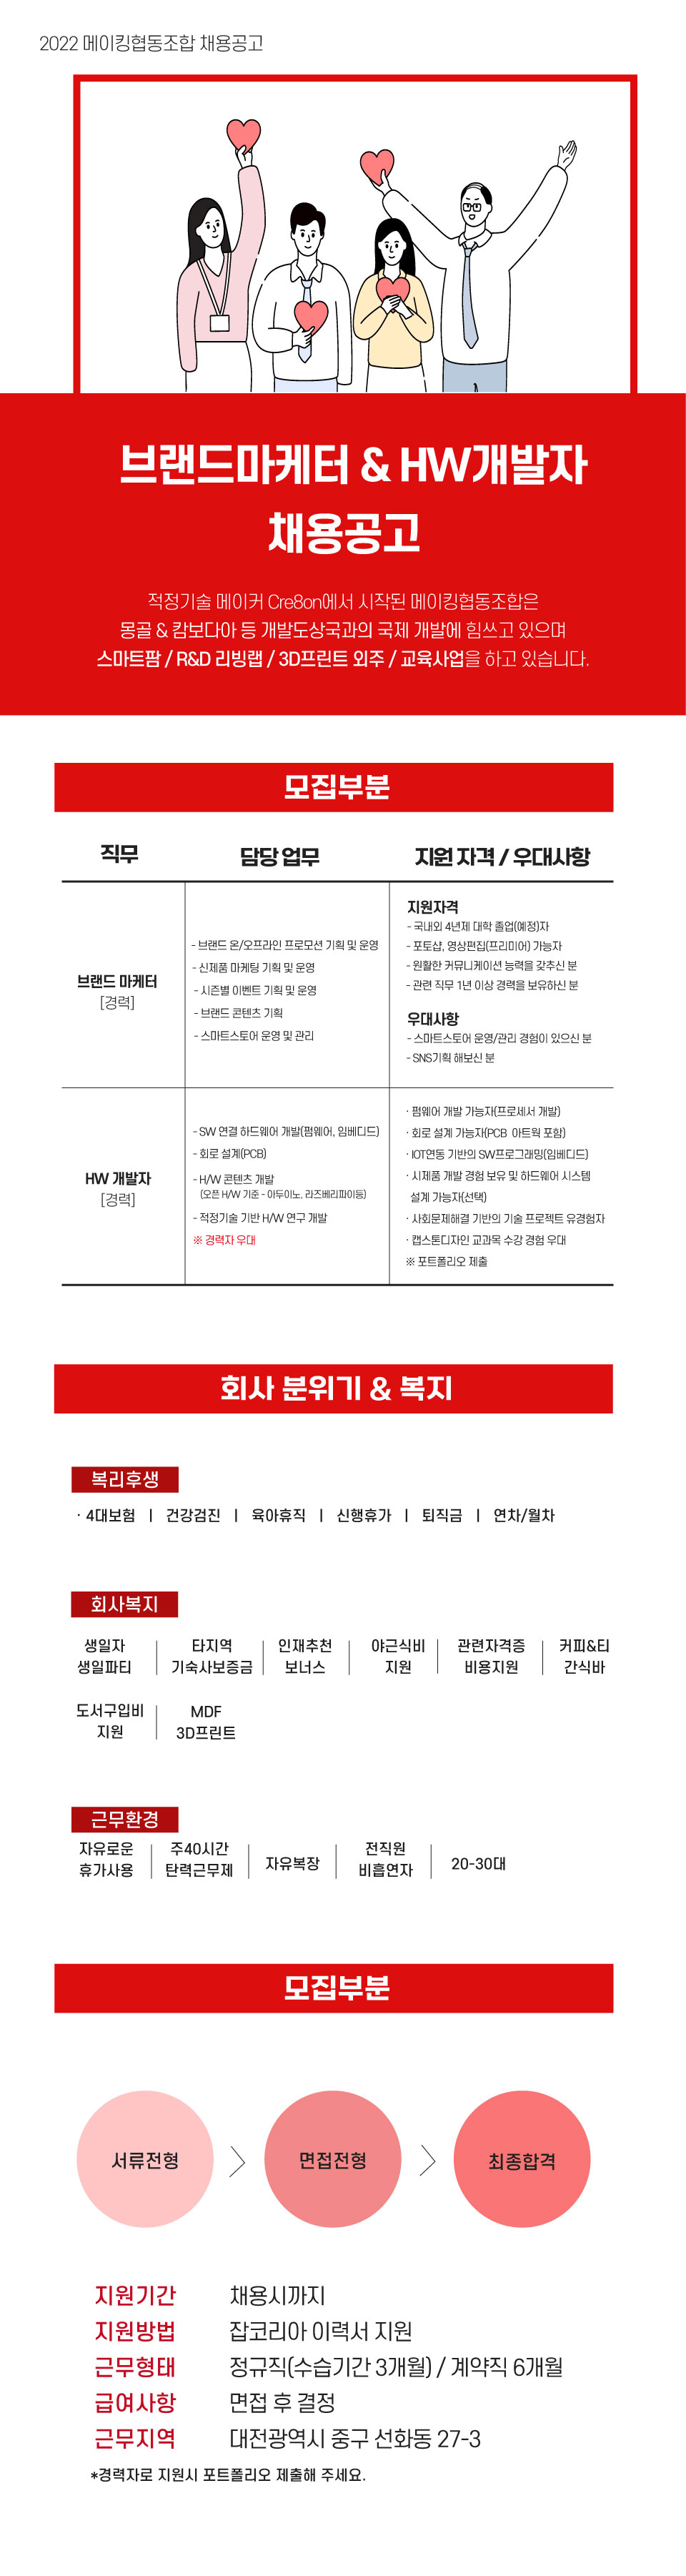 2022 메이킹협동조합 채용공고
브랜드마케터 & HW개발자
채용공고
적정기술 메이커 Cre8on에서 시작된 메이킹협동조합은
몽골 & 캄보다아 등 개발도상국과의 국제 개발에 힘쓰고 있으며
스마트팜 / R&D 리빙랩 / 3D프린트 외주 / 교육사업을 하고 있습니다.
모집부분
직무
담당 업무
지원 자격 / 우대사항
브랜드 마케터
[경력]
- 브랜드 온/오프라인 프로모션 기획 및 운영
- 신제품 마케팅 기획 및 운영
- 시즌별 이벤트 기획 및 운영
- 브랜드 콘텐츠 기획
- 스마트스토어 운영 및 관리
지원자격
- 국내외 4년제 대학 졸업(예정)자
- 포토샵, 영상편집(프리미어) 가능자
- 원활한 커뮤니케이션 능력을 갖추신 분
- 관련 직무 1년 이상 경력을 보유하신 분
우대사항
- 스마트스토어 운영/관리 경험이 있으신 분
- SNS기획 해보신 분
HW 개발자
[경력]
- SW 연결 하드웨어 개발(펌웨어, 임베디드)
- 회로 설계(PCB)
- H/W 콘텐츠 개발
(오픈 H/W 기준 - 아두이노, 라즈베리파이등)
- 적정기술 기반 H/W 연구 개발
※ 경력자 우대
· 펌웨어 개발 가능자(프로세서 개발)
· 회로 설계 가능자(PCB 아트웍 포함)
· IOT연동 기반의 SW프로그래밍(임베디드)
· 시제품 개발 경험 보유 및 하드웨어 시스템
설계 가능자(선택)
· 사회문제해결 기반의 기술 프로젝트 유경험자
· 캡스톤디자인 교과목 수강 경험 우대
※ 포트폴리오 제출
회사 분위기 & 복지
복리후생
· 4대보험 | 건강검진 | 육아휴직 | 신행휴가 | 퇴직금 | 연차/월차
회사복지
생일자 | 타지역 | 인재추천 | 야근식비 | 관련자격증 | 커피&티
생일파티 기숙사보증금 보너스 지원 비용지원 간식바
도서구입비 | MDF
지원 3D프린트
근무환경
자유로운 | 주40시간 | 자유복장 | 전직원 | 20-30대
휴가사용 탄력근무제 비흡연자
모집부분
서류전형 > 면접전형 > 최종합격
지원기간 채용시까지
지원방법 잡코리아 이력서 지원
근무형태 정규직(수습기간 3개월) / 계약직 6개월
급여사항 면접 후 결정
근무지역 대전광역시 중구 선화동 27-3
*경력자로 지원시 포트폴리오 제출해 주세요.